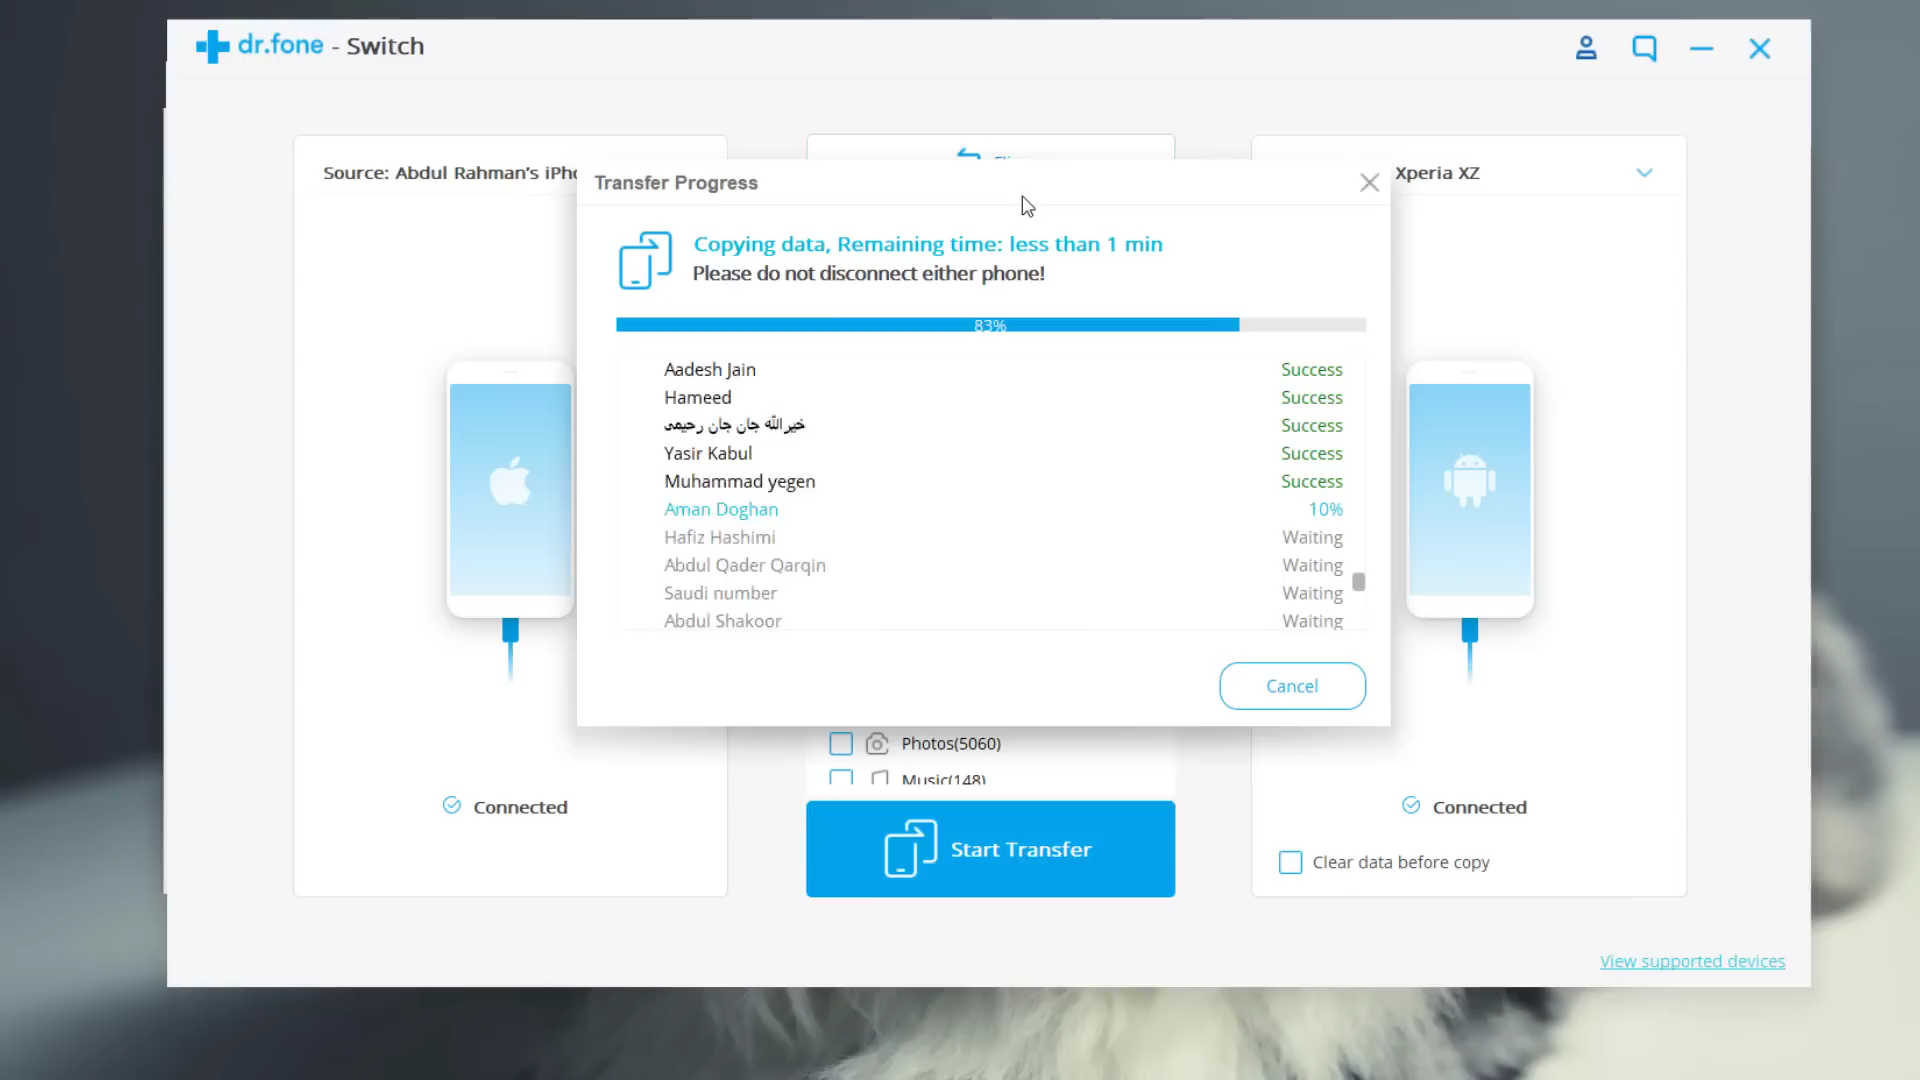 dr.fone - Switch
Source: Abdul Rahman's iPho
Xperia XZ
Transfer Progress
Copying data, Remaining time: less than 1 min
Please do not disconnect either phone!
83%
Aadesh Jain Success
Hameed Success
خیرالله جان جان رحیمی Success
Yasir Kabul Success
Muhammad yegen Success
Aman Doghan 10%
Hafiz Hashimi Waiting
Abdul Qader Qarqin Waiting
Saudi number Waiting
Abdul Shakoor Waiting
Cancel
Photos(5060)
Music(148)
Connected
Connected
Start Transfer
Clear data before copy
View supported devices